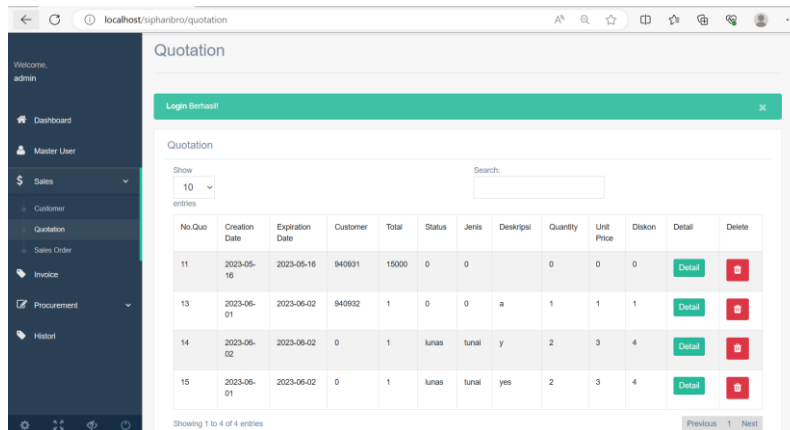 localhost/siphanbro/quotation
Welcome,
admin
Dashboard
Master User
Sales
Customer
Quotation
Sales Order
Invoice
Procurement
Histori
Quotation
Login Berhasil!
Quotation
Show
10
entries
Search:
No.Quo Creation Date Expiration Date Customer Total Status Jenis Deskripsi Quantity Unit Price Diskon Detail Delete
11 2023-05-16 2023-05-16 940931 15000 0 0 0 0 0 Detail
13 2023-06-01 2023-06-02 940932 1 0 0 a 1 1 1 Detail
14 2023-06-02 2023-06-02 0 1 lunas tunai y 2 3 4 Detail
15 2023-06-01 2023-06-02 0 1 lunas tunai yes 2 3 4 Detail
Showing 1 to 4 of 4 entries
Previous 1 Next